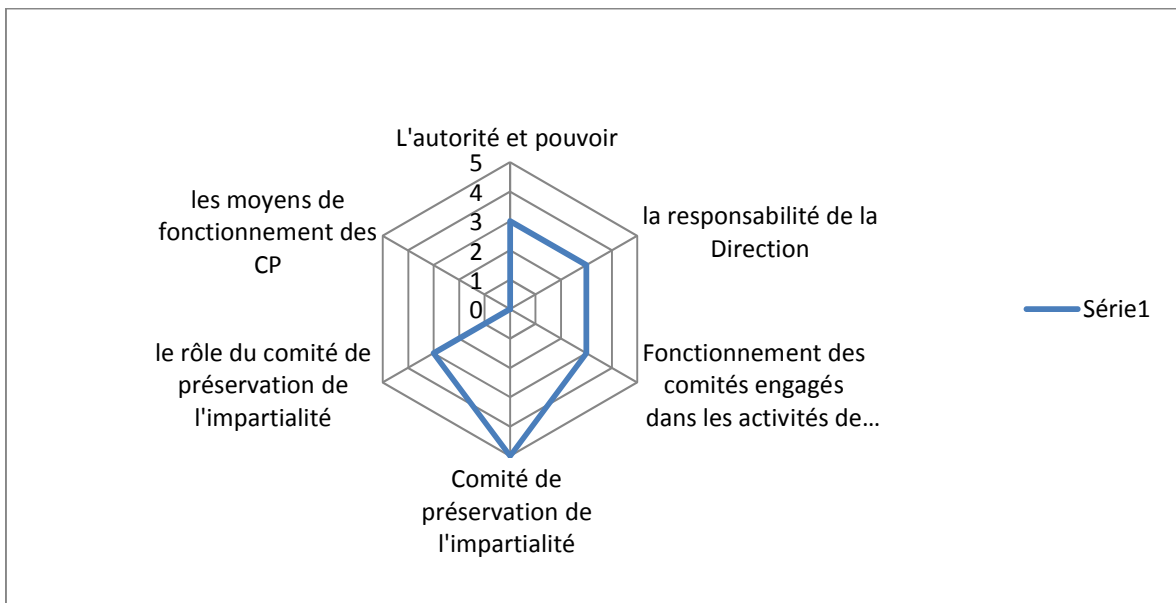 L'autorité et pouvoir
5
4
3
2
1
0
la responsabilité de la
Direction
Fonctionnement des
comités engagés
dans les activités de…
Comité de
préservation de
l'impartialité
le rôle du comité de
préservation de
l'impartialité
les moyens de
fonctionnement des
CP
Série1